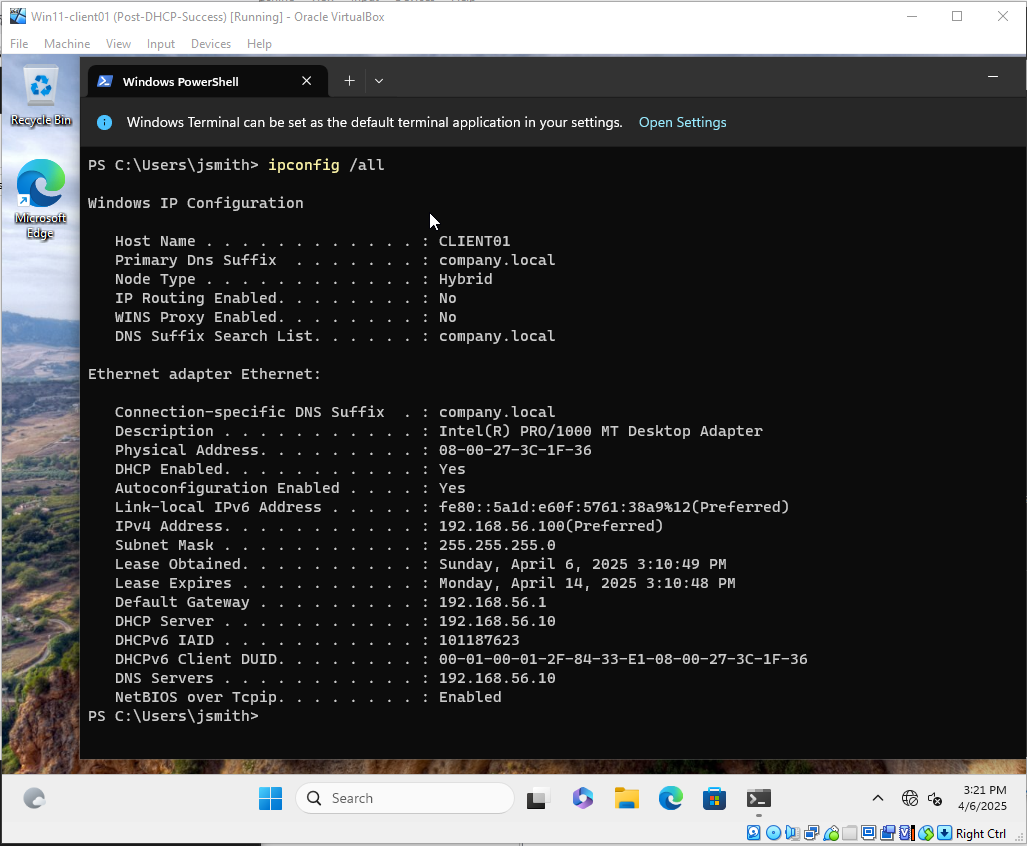 Win11-client01 (Post-DHCP-Success) [Running] - Oracle VirtualBox
File Machine View Input Devices Help
Recycle Bin
Microsoft
Edge
Windows PowerShell
Windows Terminal can be set as the default terminal application in your settings. Open Settings
PS C:\Users\jsmith> ipconfig /all
Windows IP Configuration
Host Name . . . . . . . . . . . . : CLIENT01
Primary Dns Suffix  . . . . . . . : company.local
Node Type . . . . . . . . . . . . : Hybrid
IP Routing Enabled. . . . . . . . : No
WINS Proxy Enabled. . . . . . . . : No
DNS Suffix Search List. . . . . . : company.local
Ethernet adapter Ethernet:
Connection-specific DNS Suffix  . : company.local
Description . . . . . . . . . . . : Intel(R) PRO/1000 MT Desktop Adapter
Physical Address. . . . . . . . . : 08-00-27-3C-1F-36
DHCP Enabled. . . . . . . . . . . : Yes
Autoconfiguration Enabled . . . . : Yes
Link-local IPv6 Address . . . . . : fe80::5a1d:e60f:5761:38a9%12(Preferred)
IPv4 Address. . . . . . . . . . . : 192.168.56.100(Preferred)
Subnet Mask . . . . . . . . . . . : 255.255.255.0
Lease Obtained. . . . . . . . . . : Sunday, April 6, 2025 3:10:49 PM
Lease Expires . . . . . . . . . . : Monday, April 14, 2025 3:10:48 PM
Default Gateway . . . . . . . . . : 192.168.56.1
DHCP Server . . . . . . . . . . . : 192.168.56.10
DHCPv6 IAID . . . . . . . . . . . : 101187623
DHCPv6 Client DUID. . . . . . . . : 00-01-00-01-2F-84-33-E1-08-00-27-3C-1F-36
DNS Servers . . . . . . . . . . . : 192.168.56.10
NetBIOS over Tcpip. . . . . . . . : Enabled
PS C:\Users\jsmith>
Search
3:21 PM
4/6/2025
Right Ctrl